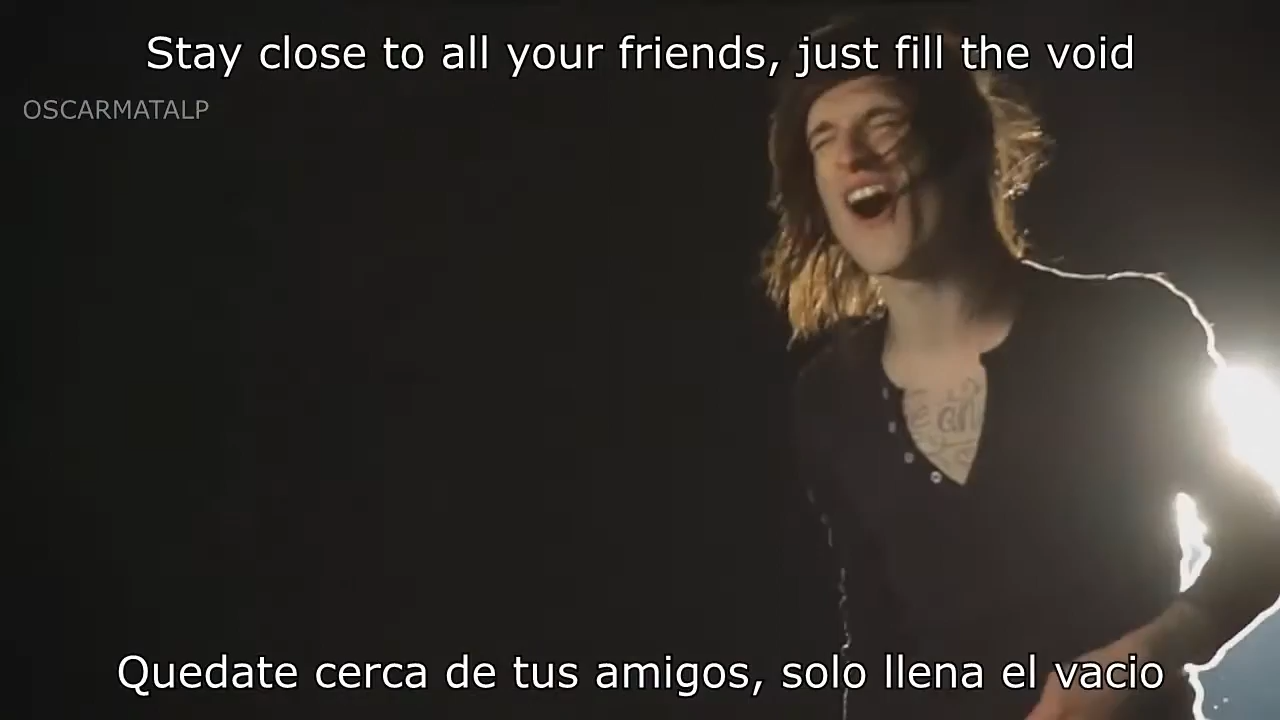 Stay close to all your friends, just fill the void
OSCARMATALP
Quedate cerca de tus amigos, solo llena el vacio